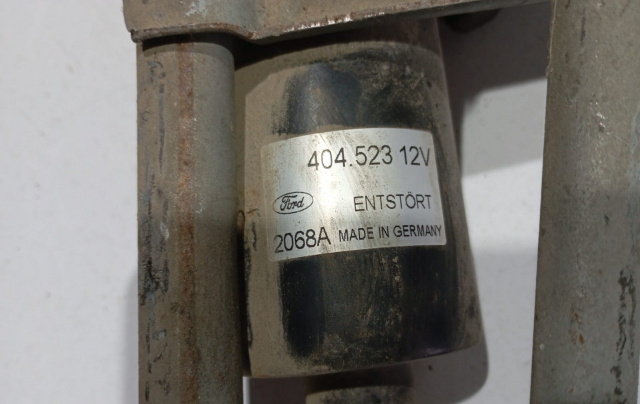 404.523 12V
Ford ENTSTÖRT
2068A MADE IN GERMANY